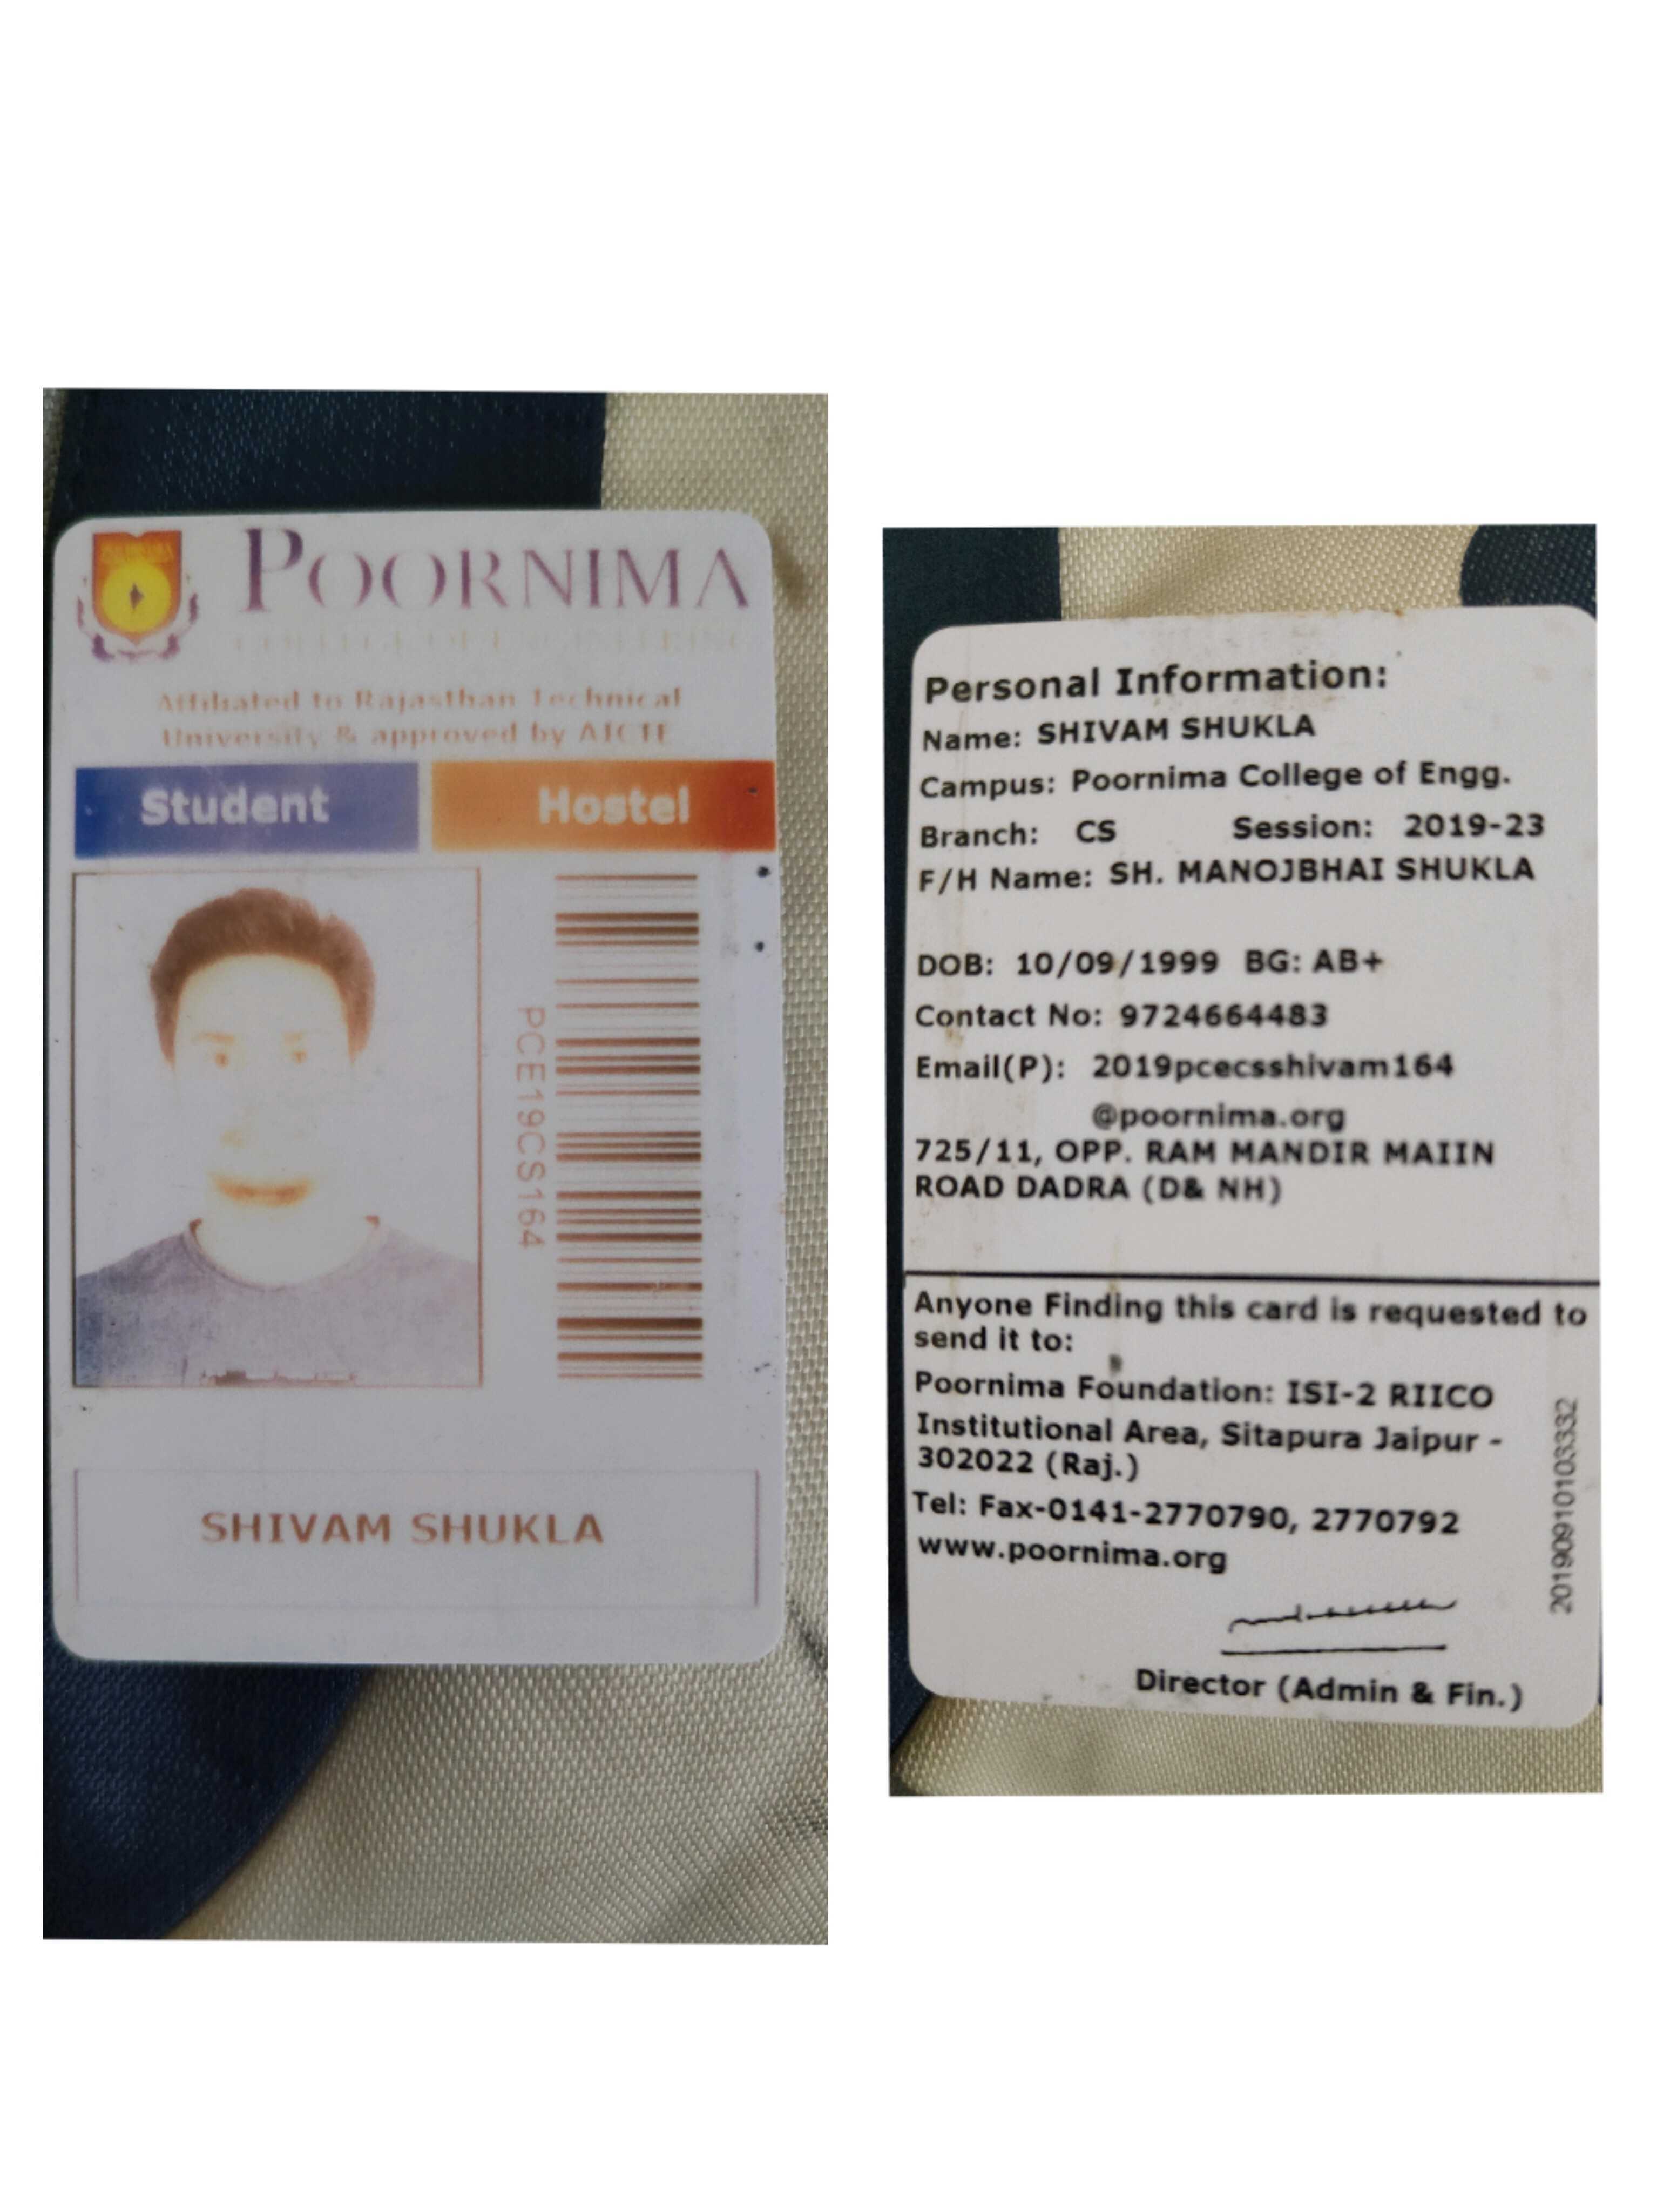 POORNIMA
COLLEGE OF ENGINEERING
Affiliated to Rajasthan Technical
University & approved by AICTE
Student Hostel
PCE19CS164
SHIVAM SHUKLA
Personal Information:
Name: SHIVAM SHUKLA
Campus: Poornima College of Engg.
Branch: CS Session: 2019-23
F/H Name: SH. MANOJBHAI SHUKLA
DOB: 10/09/1999 BG: AB+
Contact No: 9724664483
Email(P): 2019pcecsshivam164
@poornima.org
725/11, OPP. RAM MANDIR MAIIN
ROAD DADRA (D& NH)
Anyone Finding this card is requested to
send it to:
Poornima Foundation: ISI-2 RIICO
Institutional Area, Sitapura Jaipur -
302022 (Raj.)
Tel: Fax-0141-2770790, 2770792
www.poornima.org
201909101033332
Director (Admin & Fin.)